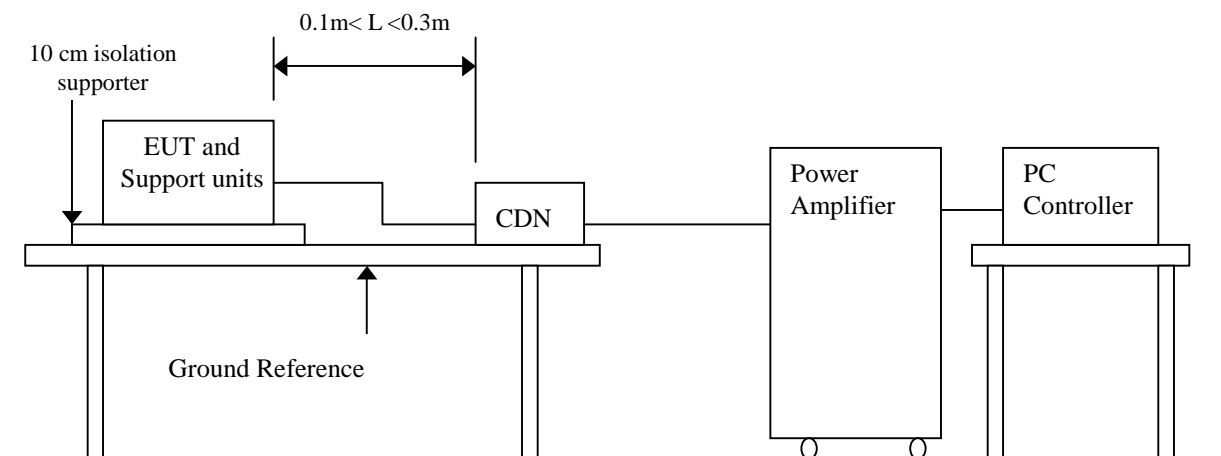 0.1m< L <0.3m
10 cm isolation
supporter
EUT and
Support units
CDN
Power
Amplifier
PC
Controller
Ground Reference